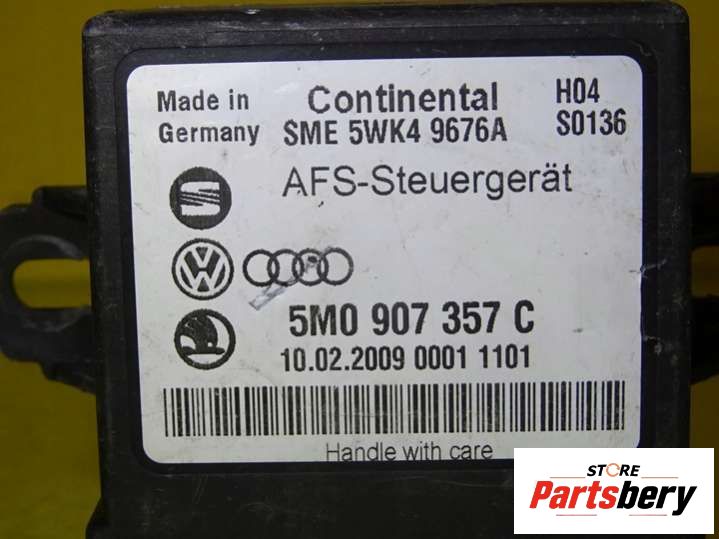 Made in
Germany
Continental
SME 5WK4 9676A
H04
S0136
AFS-Steuergerät
5M0 907 357 C
10.02.2009 0001 1101
Handle with care
STORE
Partsbery